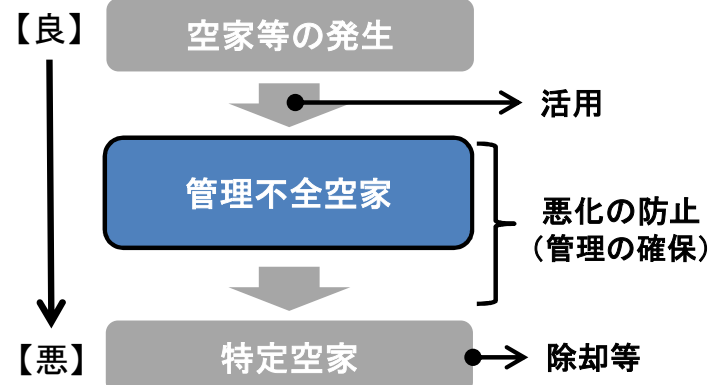 【良】
空家等の発生
活用
管理不全空家
悪化の防止
（管理の確保）
【悪】
特定空家
除却等